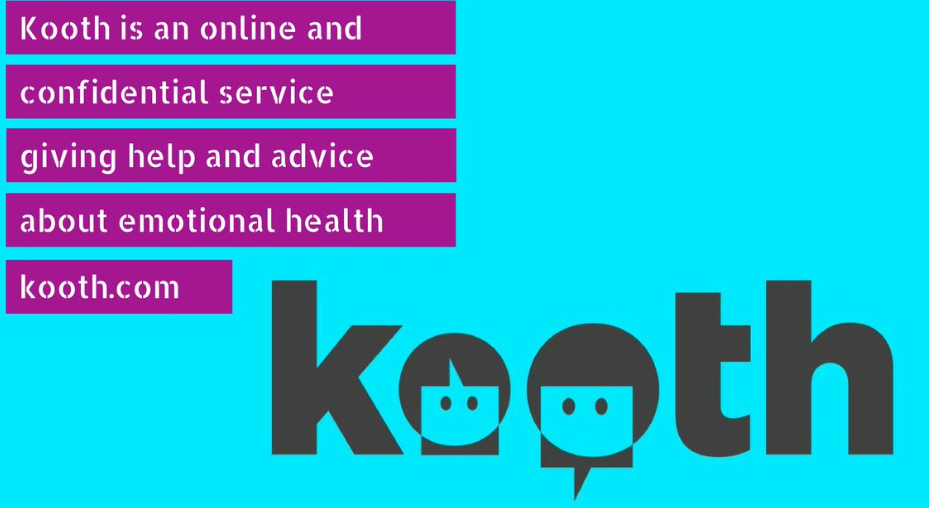 Kooth is an online and
confidential service
giving help and advice
about emotional health
kooth.com
kooth